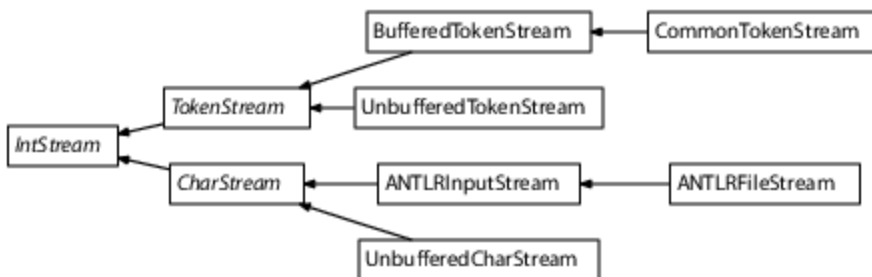 BufferedTokenStream
CommonTokenStream
TokenStream
UnbufferedTokenStream
IntStream
CharStream
ANTLRInputStream
ANTLRFileStream
UnbufferedCharStream